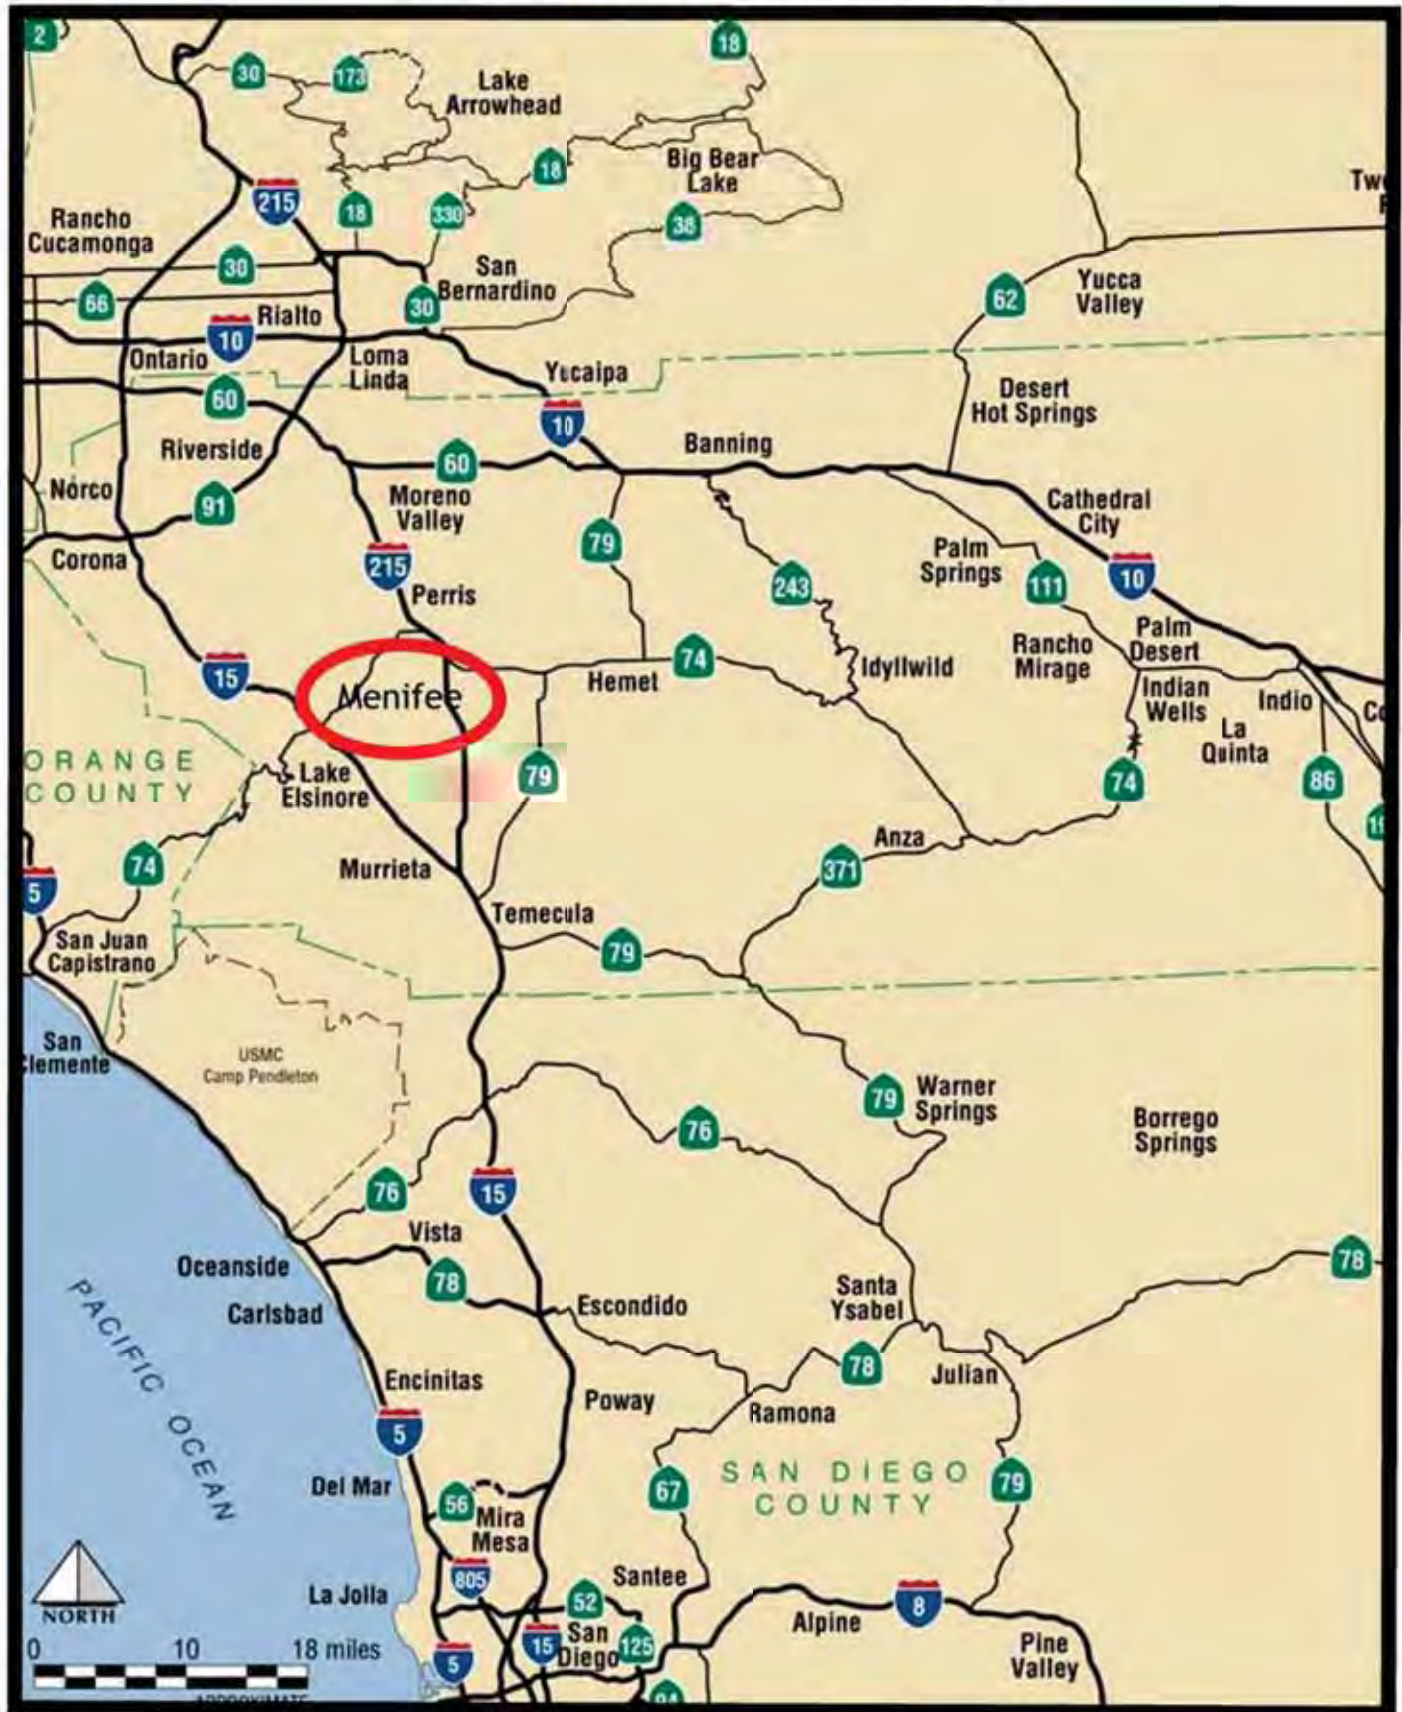 2
18
30
173
Lake
Arrowhead
18
Big Bear
Lake
215
18
330
38
Rancho
Cucamonga
30
San
Bernardino
66
30
62
Yucca
Valley
Rialto
10
Ontario
Loma
Linda
Yucaipa
60
10
Desert
Hot Springs
Riverside
60
Banning
Norco
91
Moreno
Valley
Cathedral
City
Corona
79
Palm
Springs
215
243
111
10
Perris
Rancho
Mirage
Palm
Desert
15
74
Idyllwild
Menifee
Hemet
Indian
Wells
Indio
La
Quinta
ORANGE
COUNTY
Lake
Elsinore
79
74
86
Anza
74
Murrieta
371
5
Temecula
79
San Juan
Capistrano
San
Clemente
USMC
Camp Pendleton
79
Warner
Springs
76
Borrego
Springs
76
15
Vista
78
Oceanside
78
Santa
Ysabel
Carlsbad
Escondido
78
Julian
Encinitas
Poway
Ramona
PACIFIC OCEAN
5
Del Mar
56
67
SAN DIEGO
COUNTY
79
Mira
Mesa
805
Santee
La Jolla
52
8
NORTH
Alpine
0 10 18 miles
5
15
San
Diego
125
Pine
Valley
APPROXIMATE